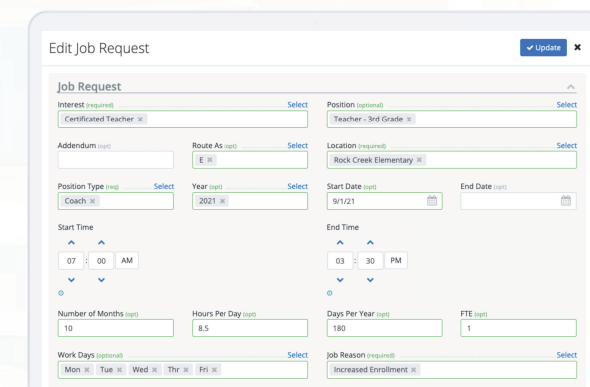 Edit Job Request
Update
Job Request
Interest (required) Select
Position (optional) Select
Certificated Teacher ×
Teacher - 3rd Grade ×
Addendum (opt)
Route As (opt) Select
Location (required) Select
E ×
Rock Creek Elementary ×
Position Type (req) Select
Year (opt) Select
Start Date (opt)
End Date (opt)
Coach ×
2021 ×
9/1/21
Start Time
End Time
07 : 00 AM
03 : 30 PM
Number of Months (opt)
Hours Per Day (opt)
Days Per Year (opt)
FTE (opt)
10
8.5
180
1
Work Days (optional) Select
Job Reason (required) Select
Mon × Tue × Wed × Thr × Fri ×
Increased Enrollment ×